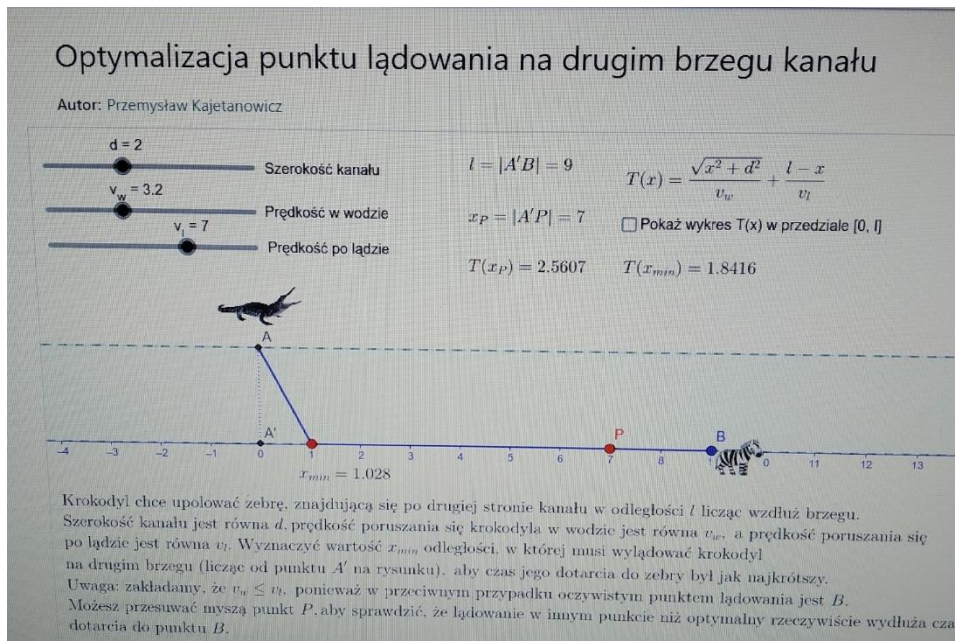 Optymalizacja punktu lądowania na drugim brzegu kanału
Autor: Przemysław Kajetanowicz
d = 2
Szerokość kanału
v_w = 3.2
Prędkość w wodzie
v_l = 7
Prędkość po lądzie
l = |A′B| = 9
x_P = |A′P| = 7
T(x_P) = 2.5607
T(x) = √(x² + d²)/v_w + (l − x)/v_l
Pokaż wykres T(x) w przedziale [0, l]
T(x_min) = 1.8416
A
A'
P
B
-4 -3 -2 -1 0 1 2 3 4 5 6 7 8 0 11 12 13
x_min = 1.028
Krokodyl chce upolować zebrę, znajdującą się po drugiej stronie kanału w odległości l licząc wzdłuż brzegu.
Szerokość kanału jest równa d, prędkość poruszania się krokodyla w wodzie jest równa v_w, a prędkość poruszania się
po lądzie jest równa v_l. Wyznaczyć wartość x_min odległości, w której musi wylądować krokodyl
na drugim brzegu (licząc od punktu A′ na rysunku), aby czas jego dotarcia do zebry był jak najkrótszy.
Uwaga: zakładamy, że v_w ≤ v_l, ponieważ w przeciwnym przypadku oczywistym punktem lądowania jest B.
Możesz przesuwać myszą punkt P, aby sprawdzić, że lądowanie w innym punkcie niż optymalny rzeczywiście wydłuża cza
dotarcia do punktu B.